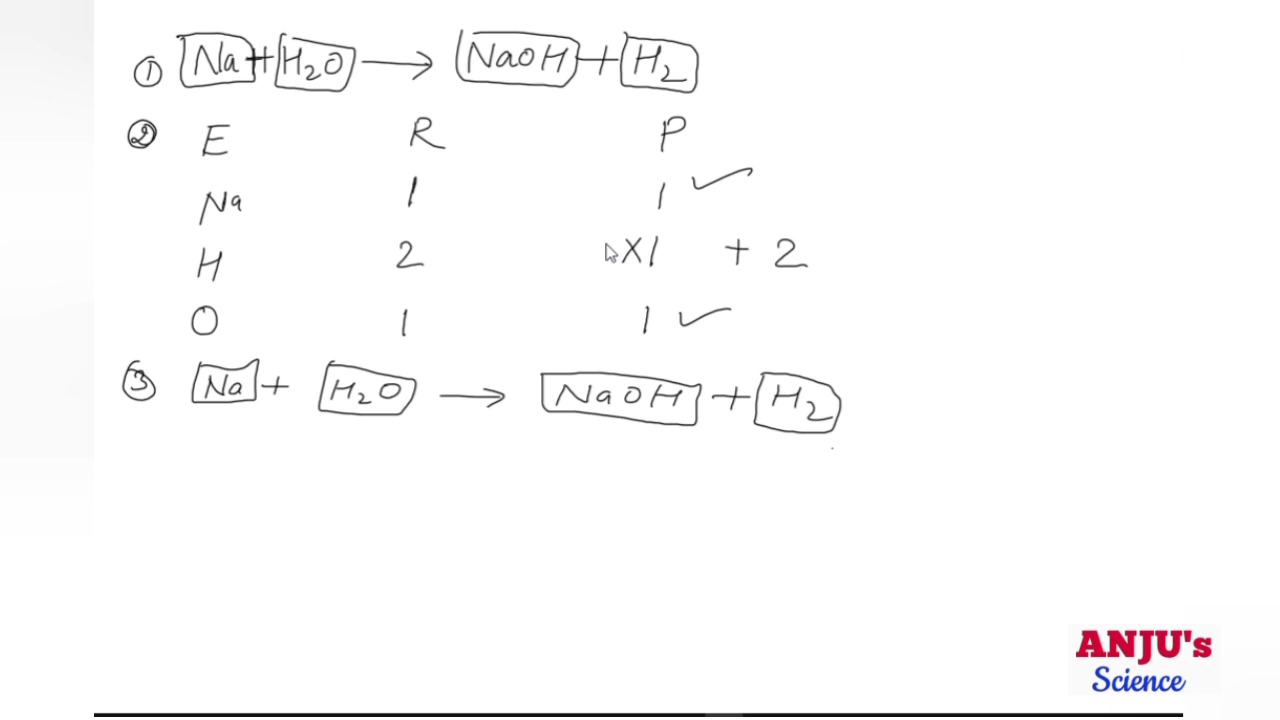 ① Na + H₂O → NaOH + H₂
② E R P
Na 1 1 ✓
H 2 x1 + 2
O 1 1 ✓
③ Na + H₂O → NaOH + H₂
ANJU's
Science